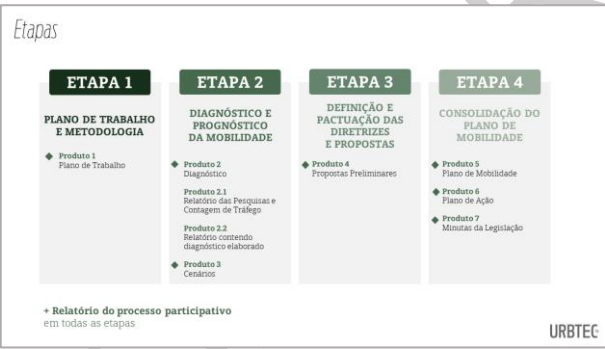 Etapas
ETAPA 1
PLANO DE TRABALHO
E METODOLOGIA
Produto 1
Plano de Trabalho
ETAPA 2
DIAGNÓSTICO E
PROGNÓSTICO
DA MOBILIDADE
Produto 2
Diagnóstico
Produto 2.1
Relatório das Pesquisas e
Contagem de Tráfego
Produto 2.2
Relatório contendo
diagnóstico elaborado
Produto 3
Cenários
ETAPA 3
DEFINIÇÃO E
PACTUAÇÃO DAS
DIRETRIZES
E PROPOSTAS
Produto 4
Propostas Preliminares
ETAPA 4
CONSOLIDAÇÃO DO
PLANO DE
MOBILIDADE
Produto 5
Plano de Mobilidade
Produto 6
Plano de Ação
Produto 7
Minutas da Legislação
+ Relatório do processo participativo
em todas as etapas
URBTEC